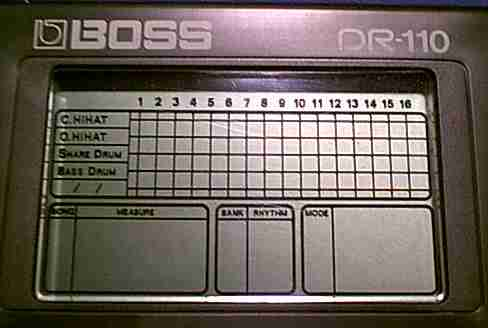 BOSS DR-110
1 2 3 4 5 6 7 8 9 10 11 12 13 14 15 16
C.HIHAT
O.HIHAT
SNARE DRUM
BASS DRUM
/ /
SONG MEASURE BANK RHYTHM MODE